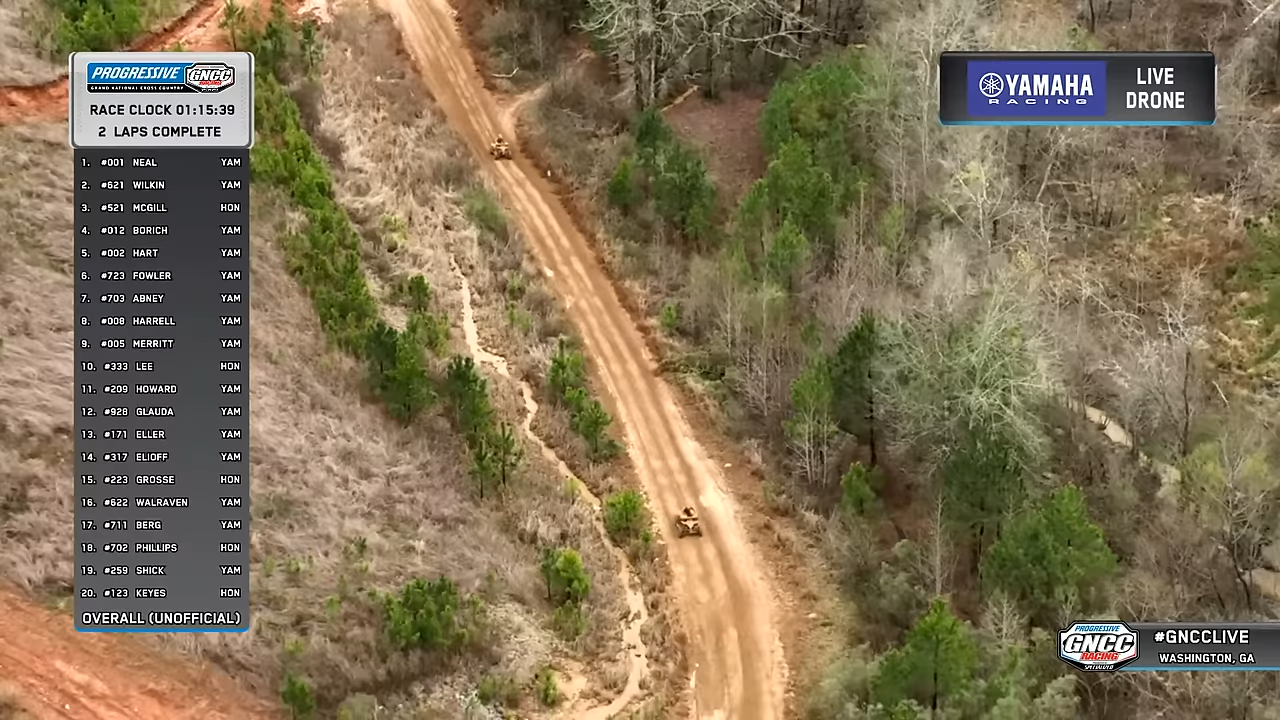 PROGRESSIVE GNCC RACING
GRAND NATIONAL CROSS COUNTRY
RACE CLOCK 01:15:39
2 LAPS COMPLETE
1. #001 NEAL YAM
2. #621 WILKIN YAM
3. #521 MCGILL HON
4. #012 BORICH YAM
5. #002 HART YAM
6. #723 FOWLER YAM
7. #703 ABNEY YAM
8. #008 HARRELL YAM
9. #005 MERRITT YAM
10. #333 LEE HON
11. #209 HOWARD YAM
12. #928 GLAUDA YAM
13. #171 ELLER YAM
14. #317 ELIOFF YAM
15. #223 GROSSE HON
16. #622 WALRAVEN YAM
17. #711 BERG YAM
18. #702 PHILLIPS HON
19. #259 SHICK YAM
20. #123 KEYES HON
OVERALL (UNOFFICIAL)
YAMAHA
RACING
LIVE
DRONE
PROGRESSIVE
GNCC
RACING
SPECIALIZED
#GNCCLIVE
WASHINGTON, GA